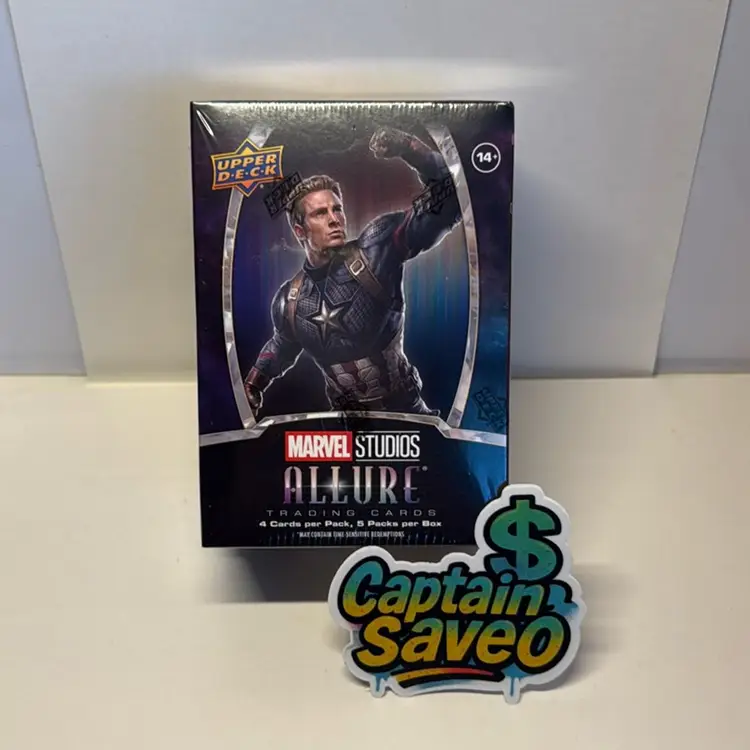 UPPER
D·E·C·K
14+
MARVEL STUDIOS
ALLURE
TRADING CARDS
4 Cards per Pack, 5 Packs per Box
*MAY CONTAIN TIME-SENSITIVE REDEMPTIONS
$
Captain
Saveo